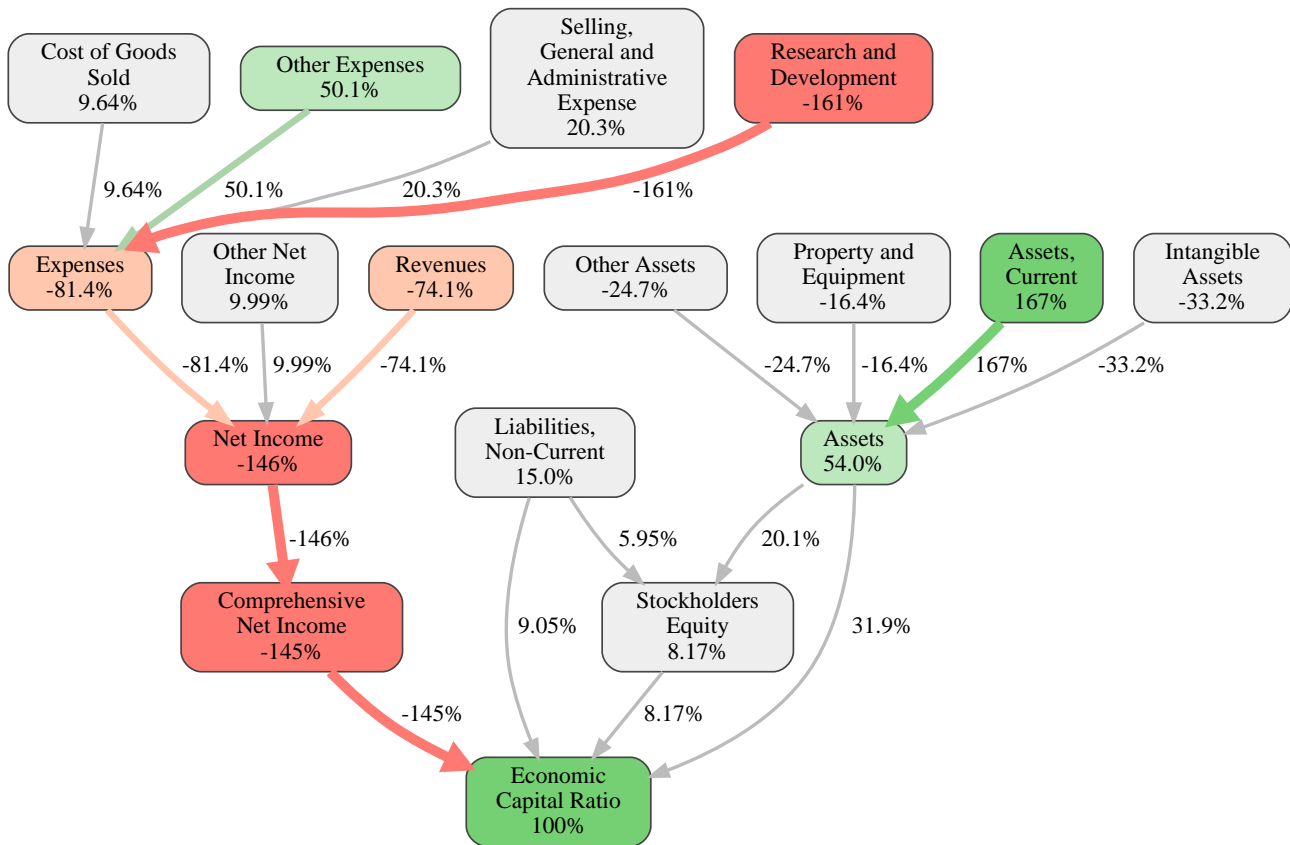 Cost of Goods
Sold
9.64%
Other Expenses
50.1%
Selling,
General and
Administrative
Expense
20.3%
Research and
Development
-161%
9.64%
50.1%
20.3%
-161%
Expenses
-81.4%
Other Net
Income
9.99%
Revenues
-74.1%
Other Assets
-24.7%
Property and
Equipment
-16.4%
Assets,
Current
167%
Intangible
Assets
-33.2%
-81.4%
9.99%
-74.1%
-24.7%
-16.4%
167%
-33.2%
Net Income
-146%
Liabilities,
Non-Current
15.0%
Assets
54.0%
-146%
5.95%
20.1%
Comprehensive
Net Income
-145%
9.05%
Stockholders
Equity
8.17%
31.9%
-145%
8.17%
Economic
Capital Ratio
100%